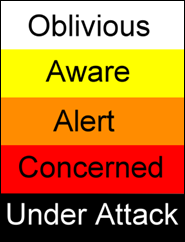 Oblivious
Aware
Alert
Concerned
Under Attack